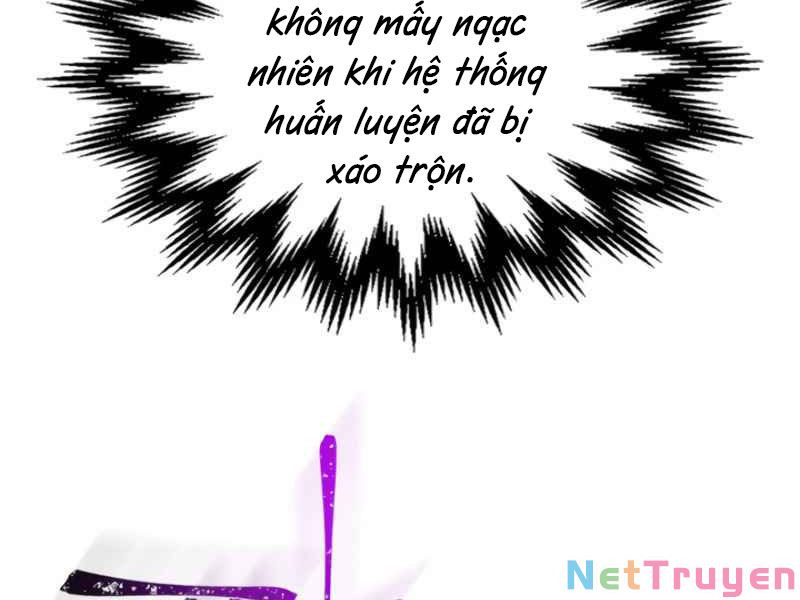 không mấy ngạc
nhiên khi hệ thống
huấn luyện đã bị
xáo trộn.
NetTruyen